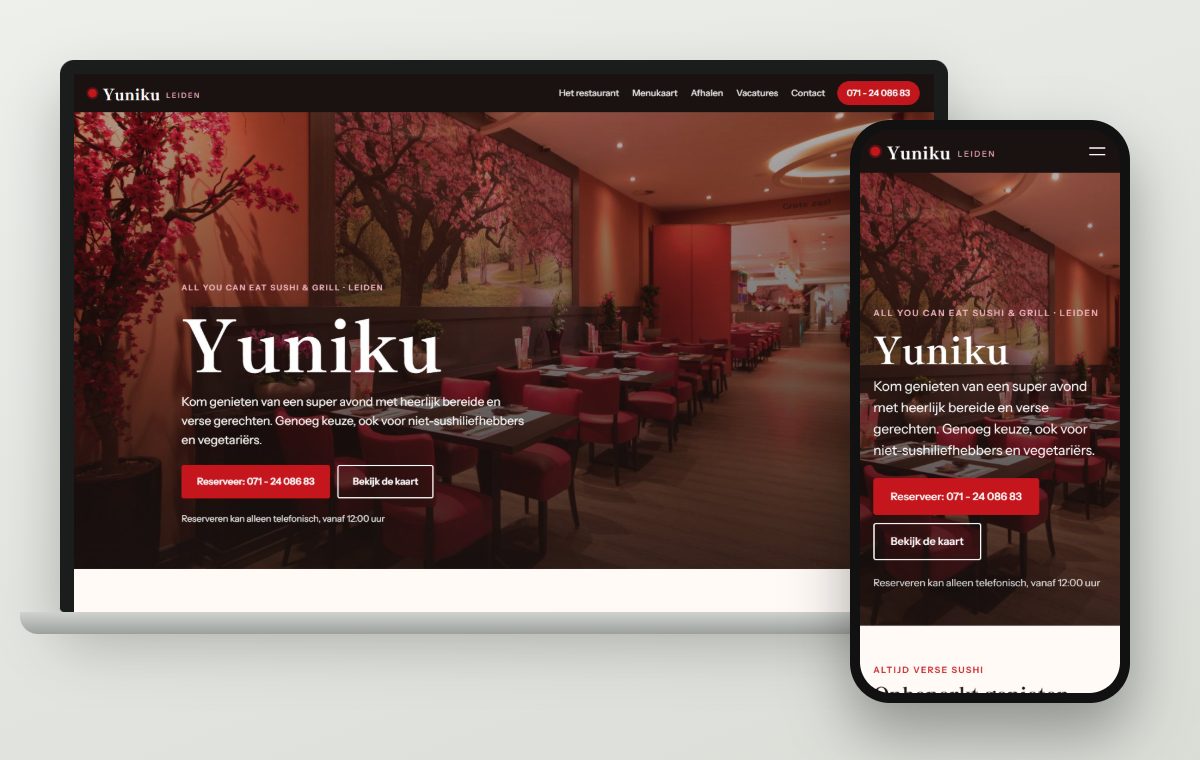 Yuniku LEIDEN
Het restaurant Menukaart Afhalen Vacatures Contact 071 - 24 086 83
ALL YOU CAN EAT SUSHI & GRILL · LEIDEN
Yuniku
Kom genieten van een super avond met heerlijk bereide en
verse gerechten. Genoeg keuze, ook voor niet-sushiliefhebbers
en vegetariërs.
Reserveer: 071 - 24 086 83
Bekijk de kaart
Reserveren kan alleen telefonisch, vanaf 12:00 uur
Yuniku LEIDEN
ALL YOU CAN EAT SUSHI & GRILL · LEIDEN
Yuniku
Kom genieten van een super avond
met heerlijk bereide en verse
gerechten. Genoeg keuze, ook voor
niet-sushiliefhebbers en vegetariërs.
Reserveer: 071 - 24 086 83
Bekijk de kaart
Reserveren kan alleen telefonisch, vanaf 12:00 uur
ALTIJD VERSE SUSHI